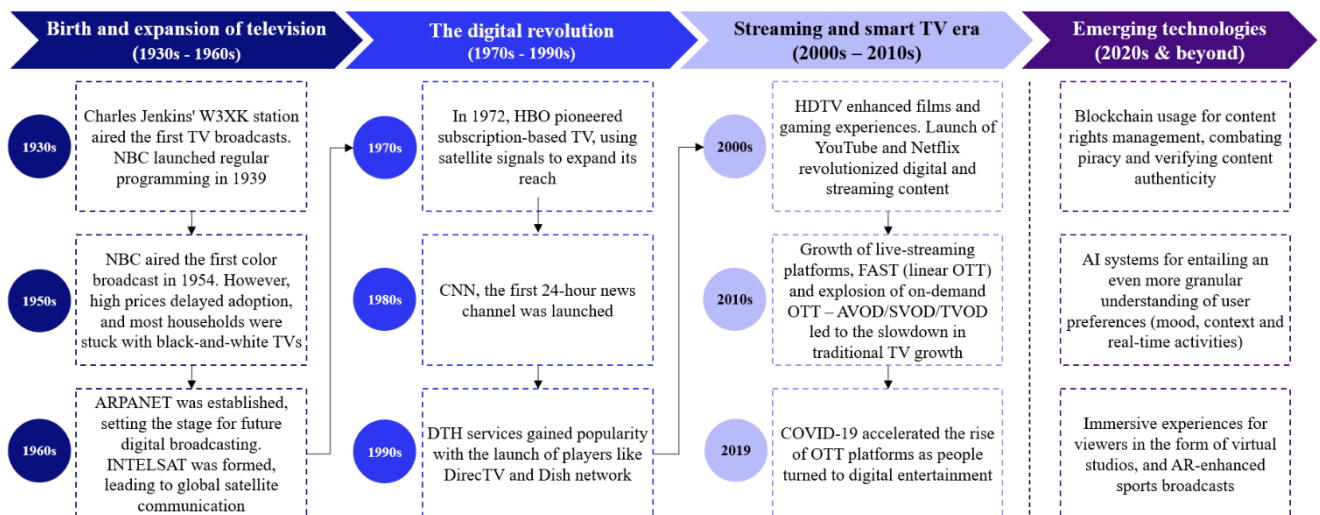 Birth and expansion of television
(1930s - 1960s)
The digital revolution
(1970s - 1990s)
Streaming and smart TV era
(2000s – 2010s)
Emerging technologies
(2020s & beyond)
1930s
Charles Jenkins' W3XK station
aired the first TV broadcasts.
NBC launched regular
programming in 1939
1950s
NBC aired the first color
broadcast in 1954. However,
high prices delayed adoption,
and most households were
stuck with black-and-white TVs
1960s
ARPANET was established,
setting the stage for future
digital broadcasting.
INTELSAT was formed,
leading to global satellite
communication
1970s
In 1972, HBO pioneered
subscription-based TV, using
satellite signals to expand its
reach
1980s
CNN, the first 24-hour news
channel was launched
1990s
DTH services gained popularity
with the launch of players like
DirecTV and Dish network
2000s
HDTV enhanced films and
gaming experiences. Launch of
YouTube and Netflix
revolutionized digital and
streaming content
2010s
Growth of live-streaming
platforms, FAST (linear OTT)
and explosion of on-demand
OTT – AVOD/SVOD/TVOD
led to the slowdown in
traditional TV growth
2019
COVID-19 accelerated the rise
of OTT platforms as people
turned to digital entertainment
Blockchain usage for content
rights management, combating
piracy and verifying content
authenticity
AI systems for entailing an
even more granular
understanding of user
preferences (mood, context and
real-time activities)
Immersive experiences for
viewers in the form of virtual
studios, and AR-enhanced
sports broadcasts